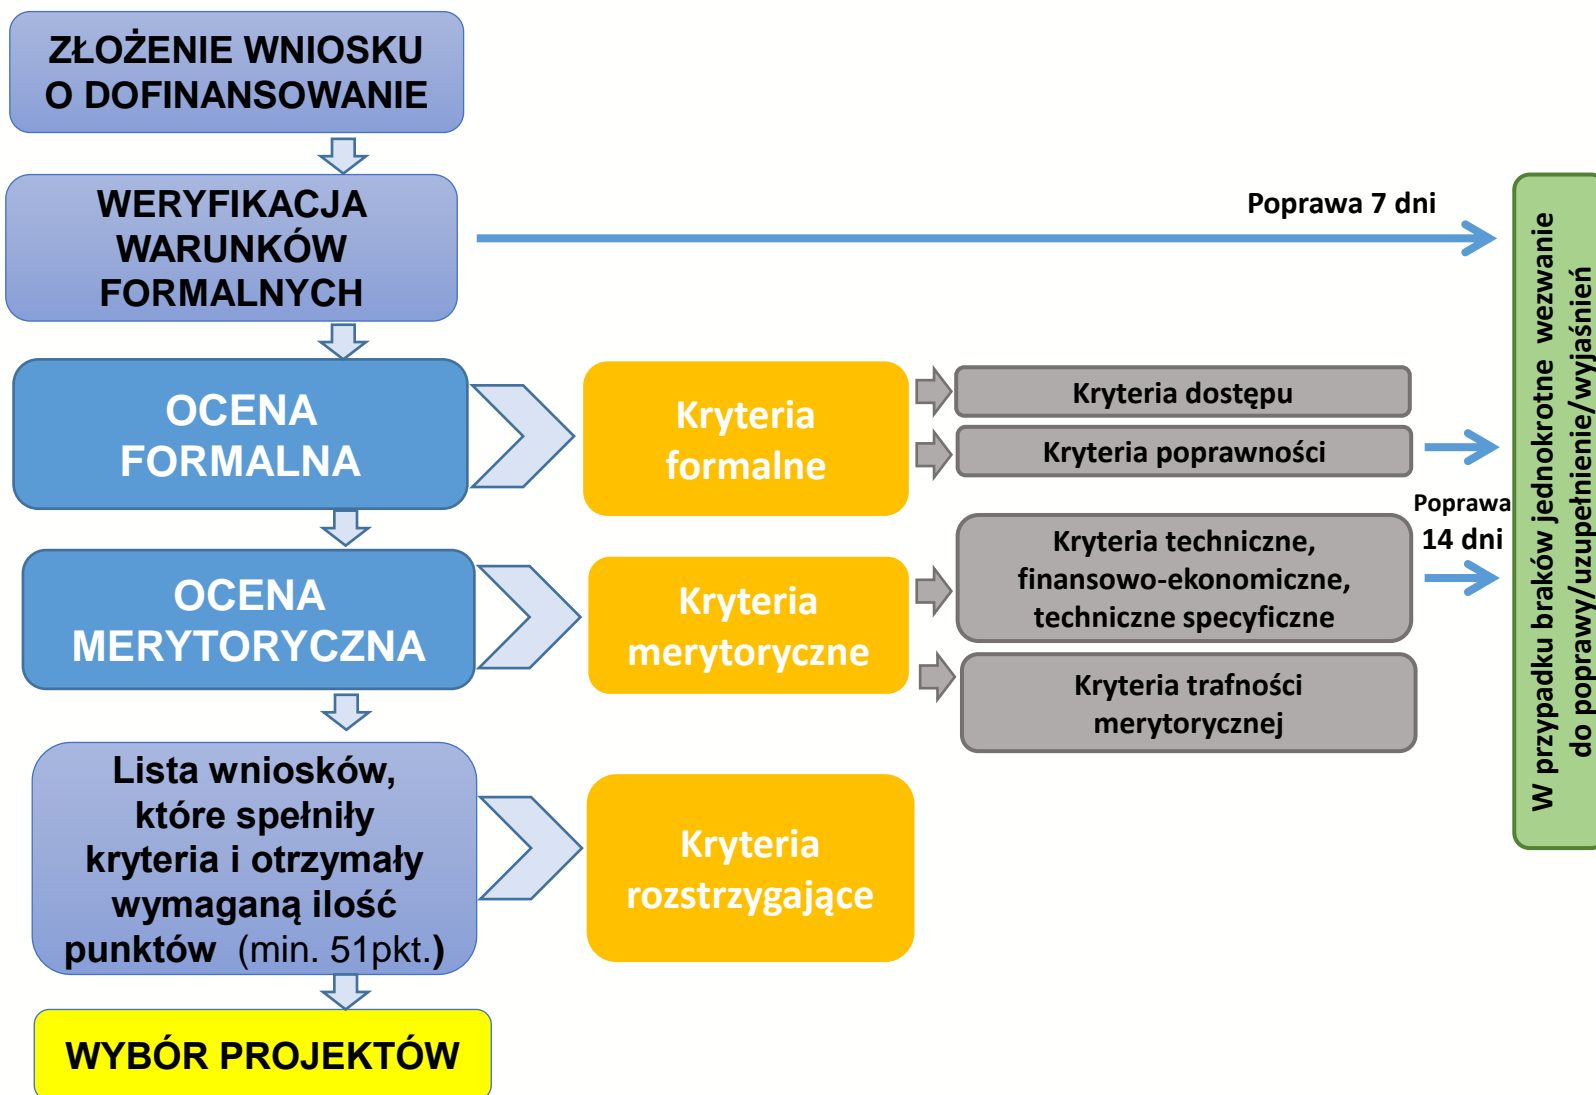 ZŁOŻENIE WNIOSKU
O DOFINANSOWANIE
WERYFIKACJA
WARUNKÓW
FORMALNYCH
Poprawa 7 dni
OCENA
FORMALNA
Kryteria
formalne
Kryteria dostępu
Kryteria poprawności
Poprawa
14 dni
OCENA
MERYTORYCZNA
Kryteria
merytoryczne
Kryteria techniczne,
finansowo-ekonomiczne,
techniczne specyficzne
Kryteria trafności
merytorycznej
Lista wniosków,
które spełniły
kryteria i otrzymały
wymaganą ilość
punktów (min. 51pkt.)
Kryteria
rozstrzygające
WYBÓR PROJEKTÓW
W przypadku braków jednokrotne wezwanie
do poprawy/uzupełnienie/wyjaśnień